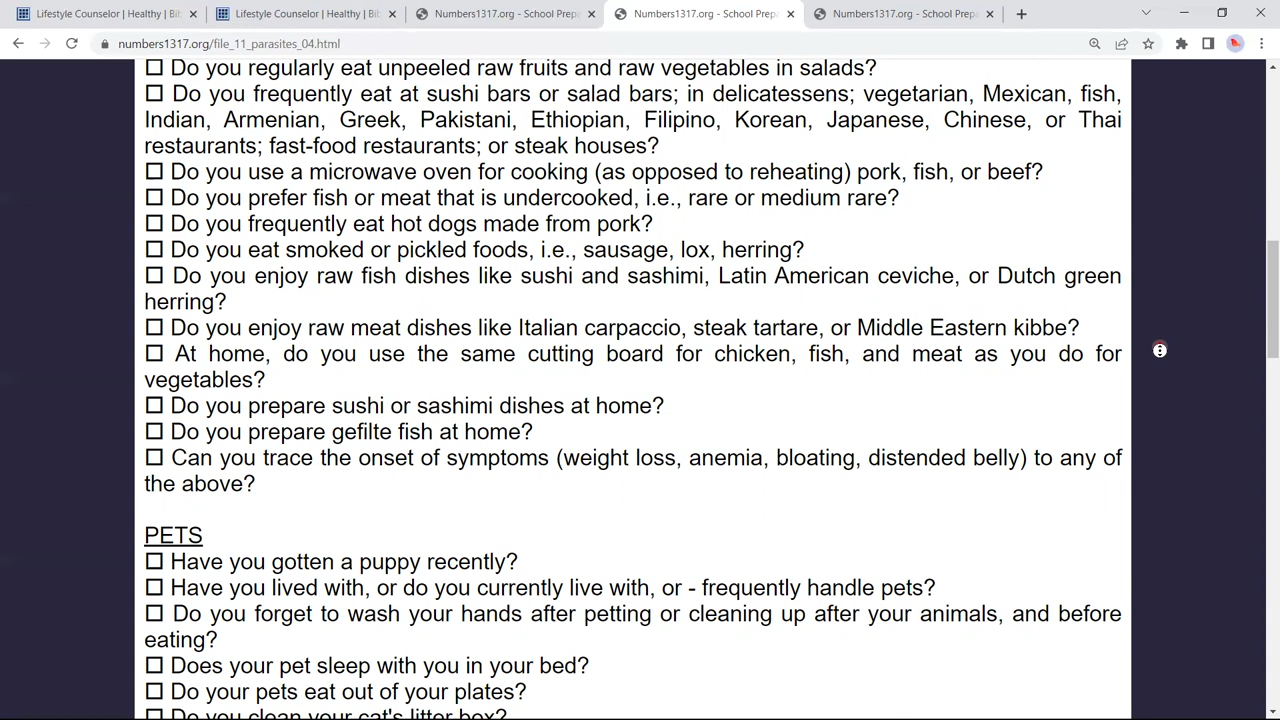 Lifestyle Counselor | Healthy | Bib
Lifestyle Counselor | Healthy | Bib
Numbers1317.org - School Prep
Numbers1317.org - School Prepa
Numbers1317.org - School Prepa
numbers1317.org/file_11_parasites_04.html
Do you regularly eat unpeeled raw fruits and raw vegetables in salads?
Do you frequently eat at sushi bars or salad bars; in delicatessens; vegetarian, Mexican, fish,
Indian, Armenian, Greek, Pakistani, Ethiopian, Filipino, Korean, Japanese, Chinese, or Thai
restaurants; fast-food restaurants; or steak houses?
Do you use a microwave oven for cooking (as opposed to reheating) pork, fish, or beef?
Do you prefer fish or meat that is undercooked, i.e., rare or medium rare?
Do you frequently eat hot dogs made from pork?
Do you eat smoked or pickled foods, i.e., sausage, lox, herring?
Do you enjoy raw fish dishes like sushi and sashimi, Latin American ceviche, or Dutch green
herring?
Do you enjoy raw meat dishes like Italian carpaccio, steak tartare, or Middle Eastern kibbe?
At home, do you use the same cutting board for chicken, fish, and meat as you do for
vegetables?
Do you prepare sushi or sashimi dishes at home?
Do you prepare gefilte fish at home?
Can you trace the onset of symptoms (weight loss, anemia, bloating, distended belly) to any of
the above?
PETS
Have you gotten a puppy recently?
Have you lived with, or do you currently live with, or - frequently handle pets?
Do you forget to wash your hands after petting or cleaning up after your animals, and before
eating?
Does your pet sleep with you in your bed?
Do your pets eat out of your plates?
Do you clean your cat's litter box?